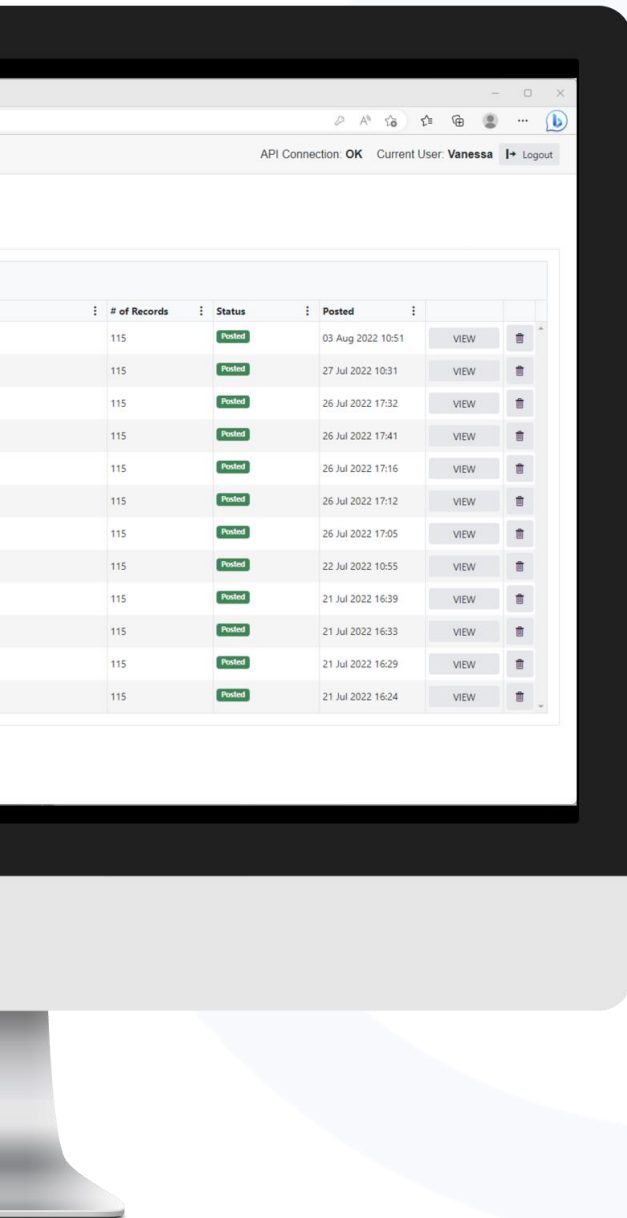 API Connection: OK Current User: Vanessa Logout
# of Records Status Posted
115 Posted 03 Aug 2022 10:51 VIEW
115 Posted 27 Jul 2022 10:31 VIEW
115 Posted 26 Jul 2022 17:32 VIEW
115 Posted 26 Jul 2022 17:41 VIEW
115 Posted 26 Jul 2022 17:16 VIEW
115 Posted 26 Jul 2022 17:12 VIEW
115 Posted 26 Jul 2022 17:05 VIEW
115 Posted 22 Jul 2022 10:55 VIEW
115 Posted 21 Jul 2022 16:39 VIEW
115 Posted 21 Jul 2022 16:33 VIEW
115 Posted 21 Jul 2022 16:29 VIEW
115 Posted 21 Jul 2022 16:24 VIEW